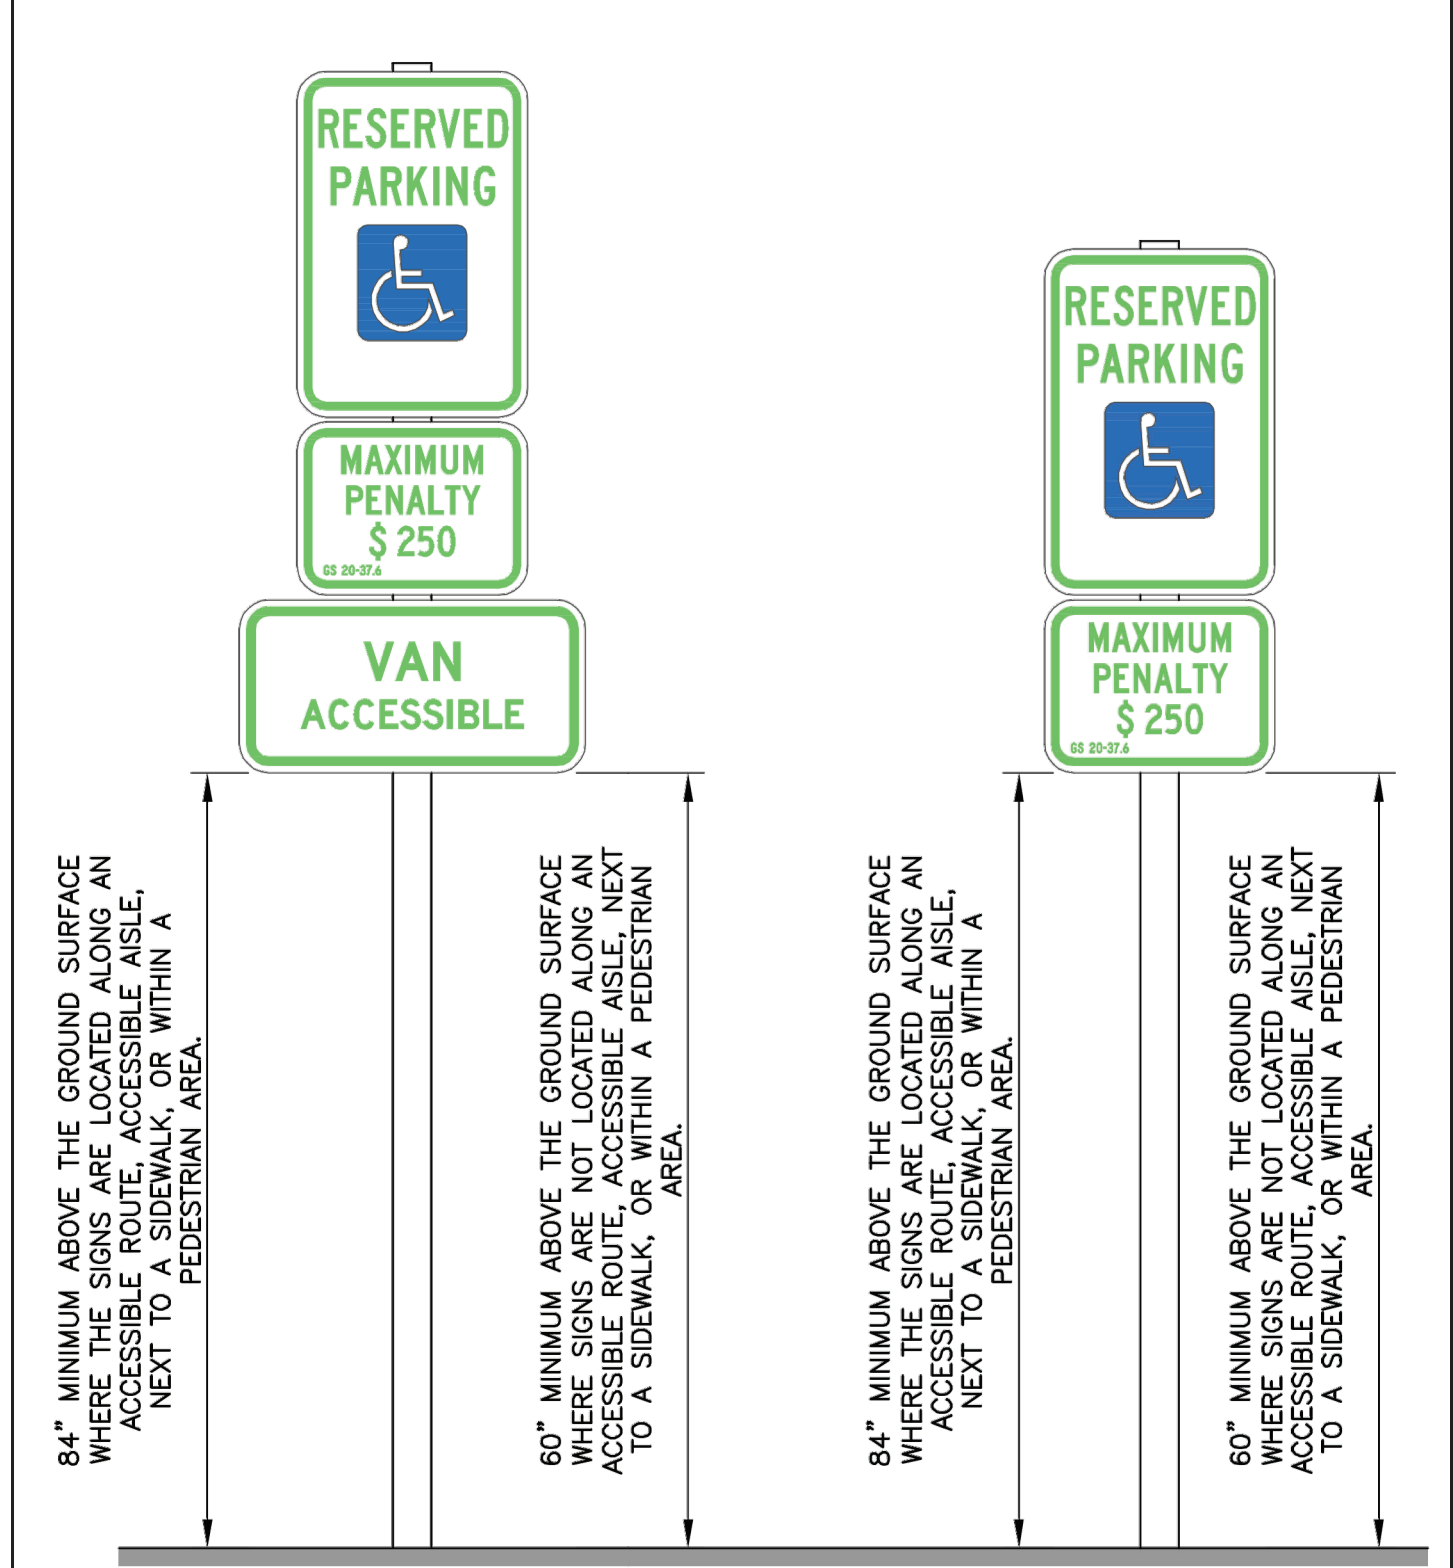 RESERVED
PARKING
MAXIMUM
PENALTY
$ 250
GS 20-37.6
VAN
ACCESSIBLE
84” MINIMUM ABOVE THE GROUND SURFACE
WHERE THE SIGNS ARE LOCATED ALONG AN
ACCESSIBLE ROUTE, ACCESSIBLE AISLE,
NEXT TO A SIDEWALK, OR WITHIN A
PEDESTRIAN AREA.
60” MINIMUM ABOVE THE GROUND SURFACE
WHERE SIGNS ARE NOT LOCATED ALONG AN
ACCESSIBLE ROUTE, ACCESSIBLE AISLE, NEXT
TO A SIDEWALK, OR WITHIN A PEDESTRIAN
AREA.
RESERVED
PARKING
MAXIMUM
PENALTY
$ 250
GS 20-37.6
84” MINIMUM ABOVE THE GROUND SURFACE
WHERE THE SIGNS ARE LOCATED ALONG AN
ACCESSIBLE ROUTE, ACCESSIBLE AISLE,
NEXT TO A SIDEWALK, OR WITHIN A
PEDESTRIAN AREA.
60” MINIMUM ABOVE THE GROUND SURFACE
WHERE SIGNS ARE NOT LOCATED ALONG AN
ACCESSIBLE ROUTE, ACCESSIBLE AISLE, NEXT
TO A SIDEWALK, OR WITHIN A PEDESTRIAN
AREA.